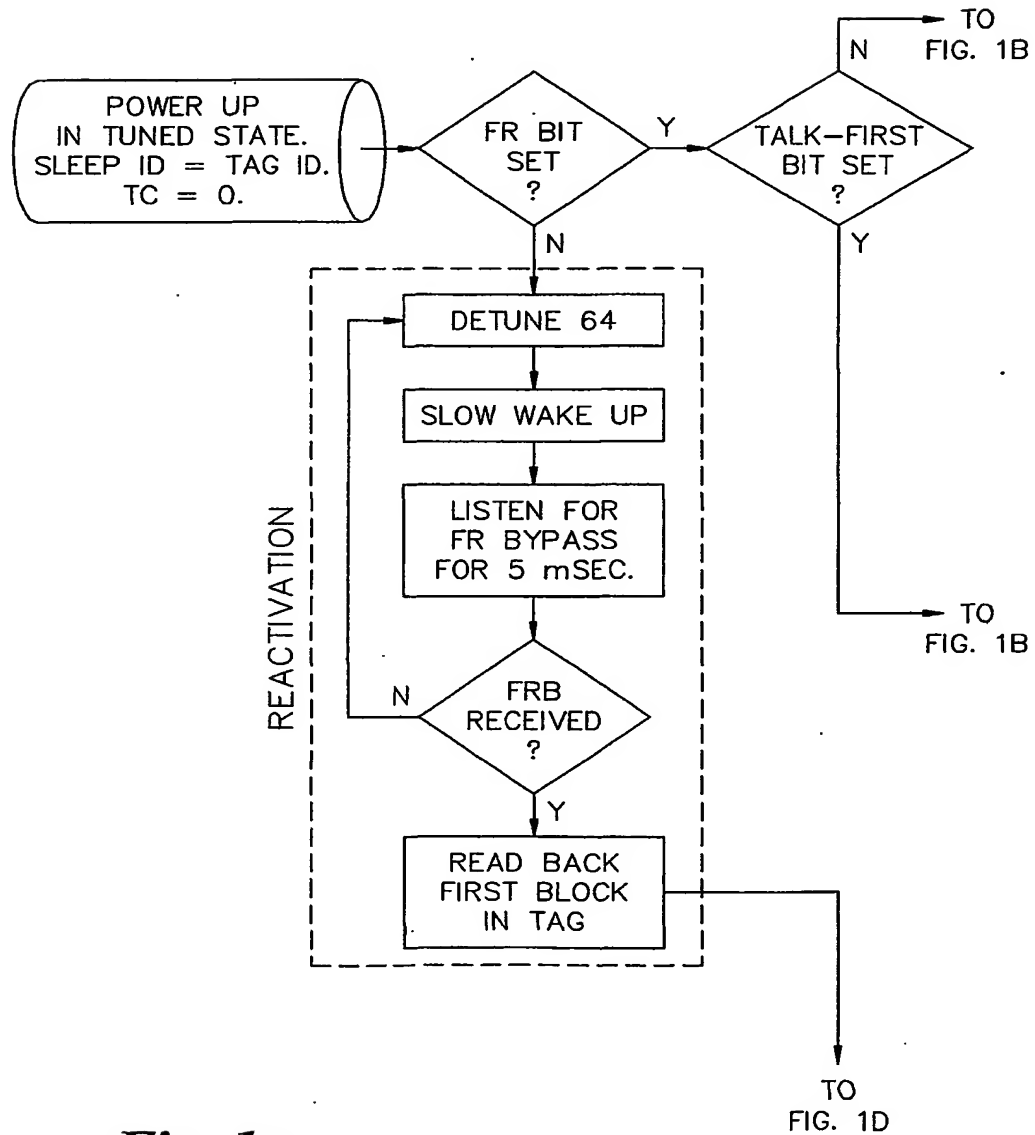 POWER UP
IN TUNED STATE.
SLEEP ID = TAG ID.
TC = 0.
FR BIT
SET
?
Y
N
TALK-FIRST
BIT SET
?
N
TO
FIG. 1B
Y
TO
FIG. 1B
REACTIVATION
DETUNE 64
SLOW WAKE UP
LISTEN FOR
FR BYPASS
FOR 5 mSEC.
FRB
RECEIVED
?
N
Y
READ BACK
FIRST BLOCK
IN TAG
TO
FIG. 1D